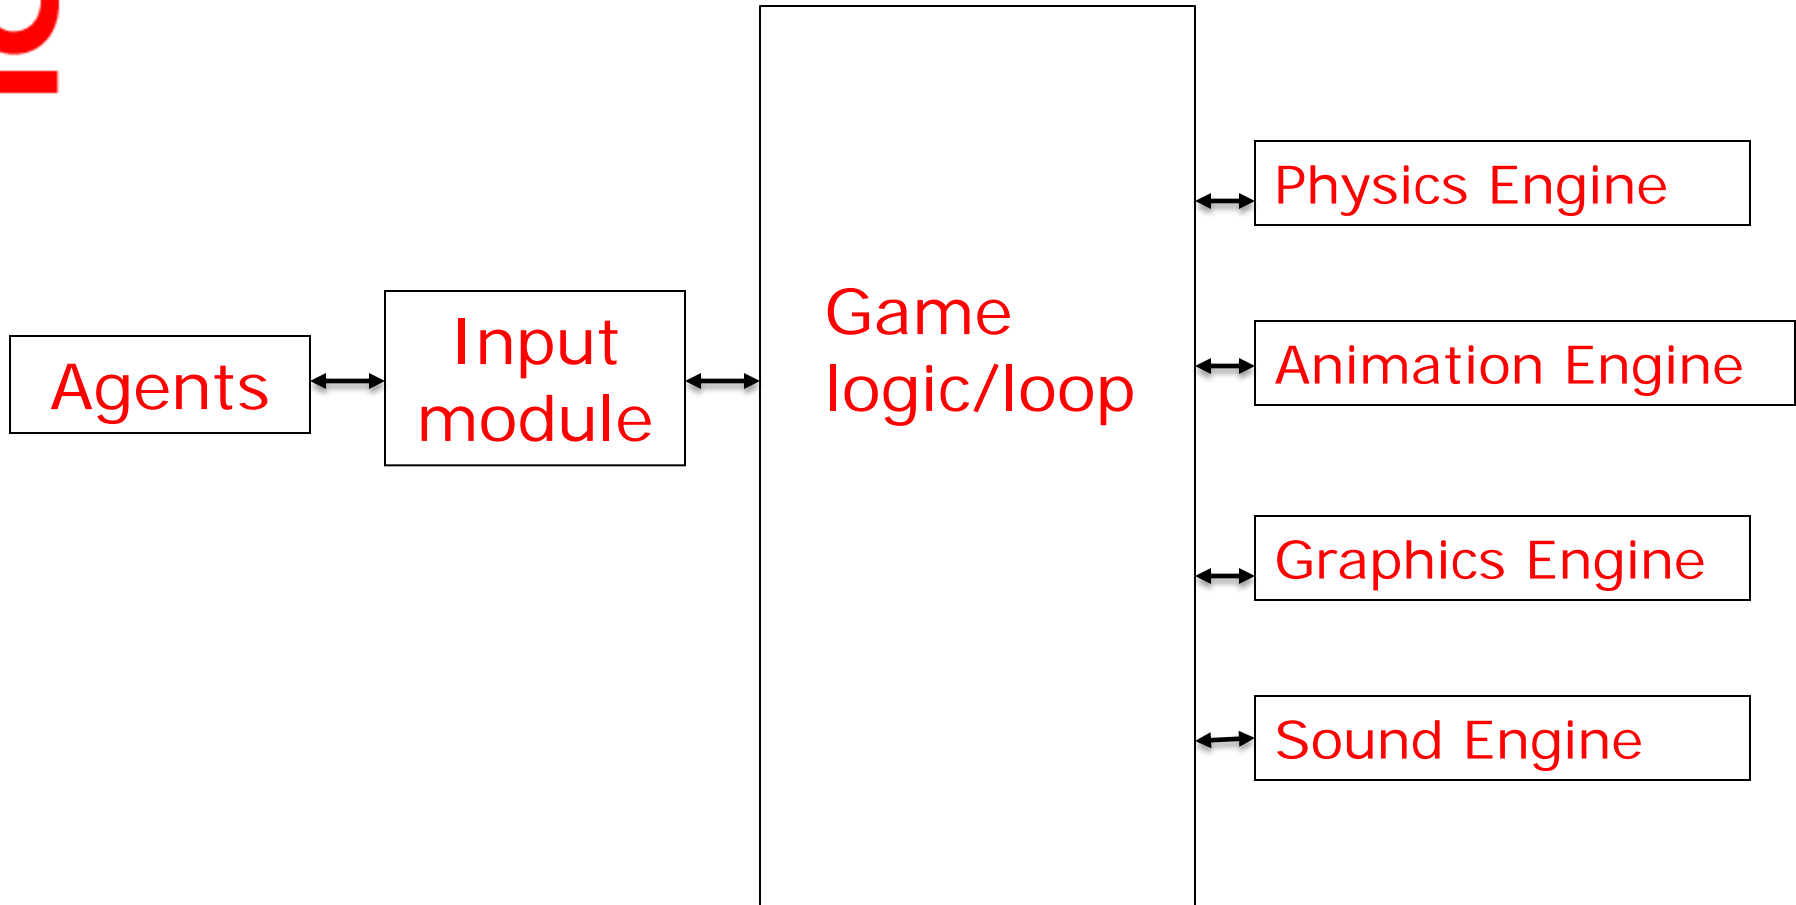 Agents
Input
module
Game
logic/loop
Physics Engine
Animation Engine
Graphics Engine
Sound Engine